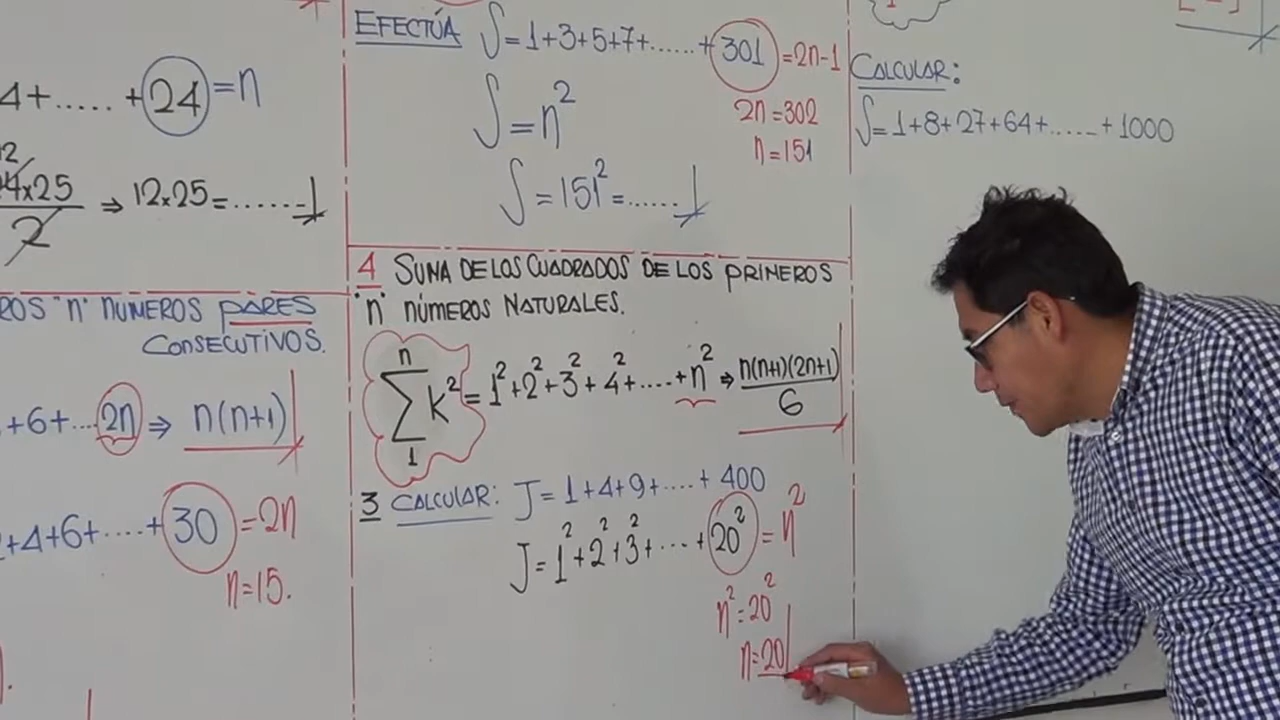 4+.....+24=n
12
24x25
2
⇒ 12x25=......
ROS "n" NÚMEROS PARES
CONSECUTIVOS.
+6+...2n ⇒ n(n+1)
+4+6+....+30=2n
n=15.
EFECTÚA S=1+3+5+7+......+301=2n-1
2n=302
n=151
S=n²
S=151²=......
4 SUMA DE LOS CUADRADOS DE LOS PRIMEROS
"n" NÚMEROS NATURALES.
n
∑ k²=1²+2²+3²+4²+....+n² ⇒ n(n+1)(2n+1)
1
6
3 CALCULAR: J=1+4+9+....+400
J=1²+2²+3²+...+20²=n²
n²=20²
n=20
CALCULAR:
S=1+8+27+64+.....+1000